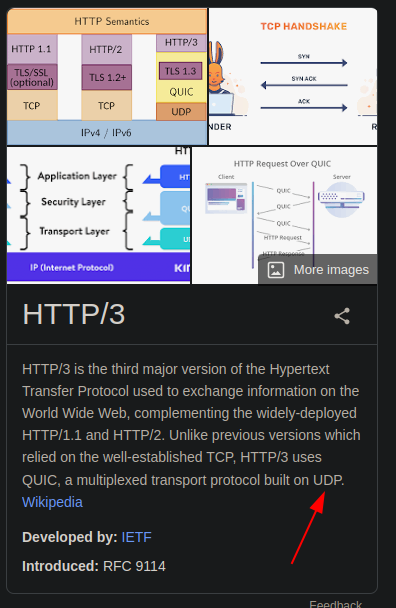 HTTP Semantics
HTTP 1.1
HTTP/2
HTTP/3
TLS/SSL
(optional)
TLS 1.2+
TLS 1.3
QUIC
TCP
TCP
UDP
IPv4 / IPv6
TCP HANDSHAKE
SYN
SYN ACK
ACK
NDER
R
HT
Application Layer
HT
Security Layer
QUIC
Transport Layer
U
IP (Internet Protocol)
KIN
HTTP Request Over QUIC
Client
Server
QUIC
QUIC
QUIC
HTTP Request
HTTP Response
More images
HTTP/3
HTTP/3 is the third major version of the Hypertext
Transfer Protocol used to exchange information on the
World Wide Web, complementing the widely-deployed
HTTP/1.1 and HTTP/2. Unlike previous versions which
relied on the well-established TCP, HTTP/3 uses
QUIC, a multiplexed transport protocol built on UDP.
Wikipedia
Developed by: IETF
Introduced: RFC 9114
Feedback